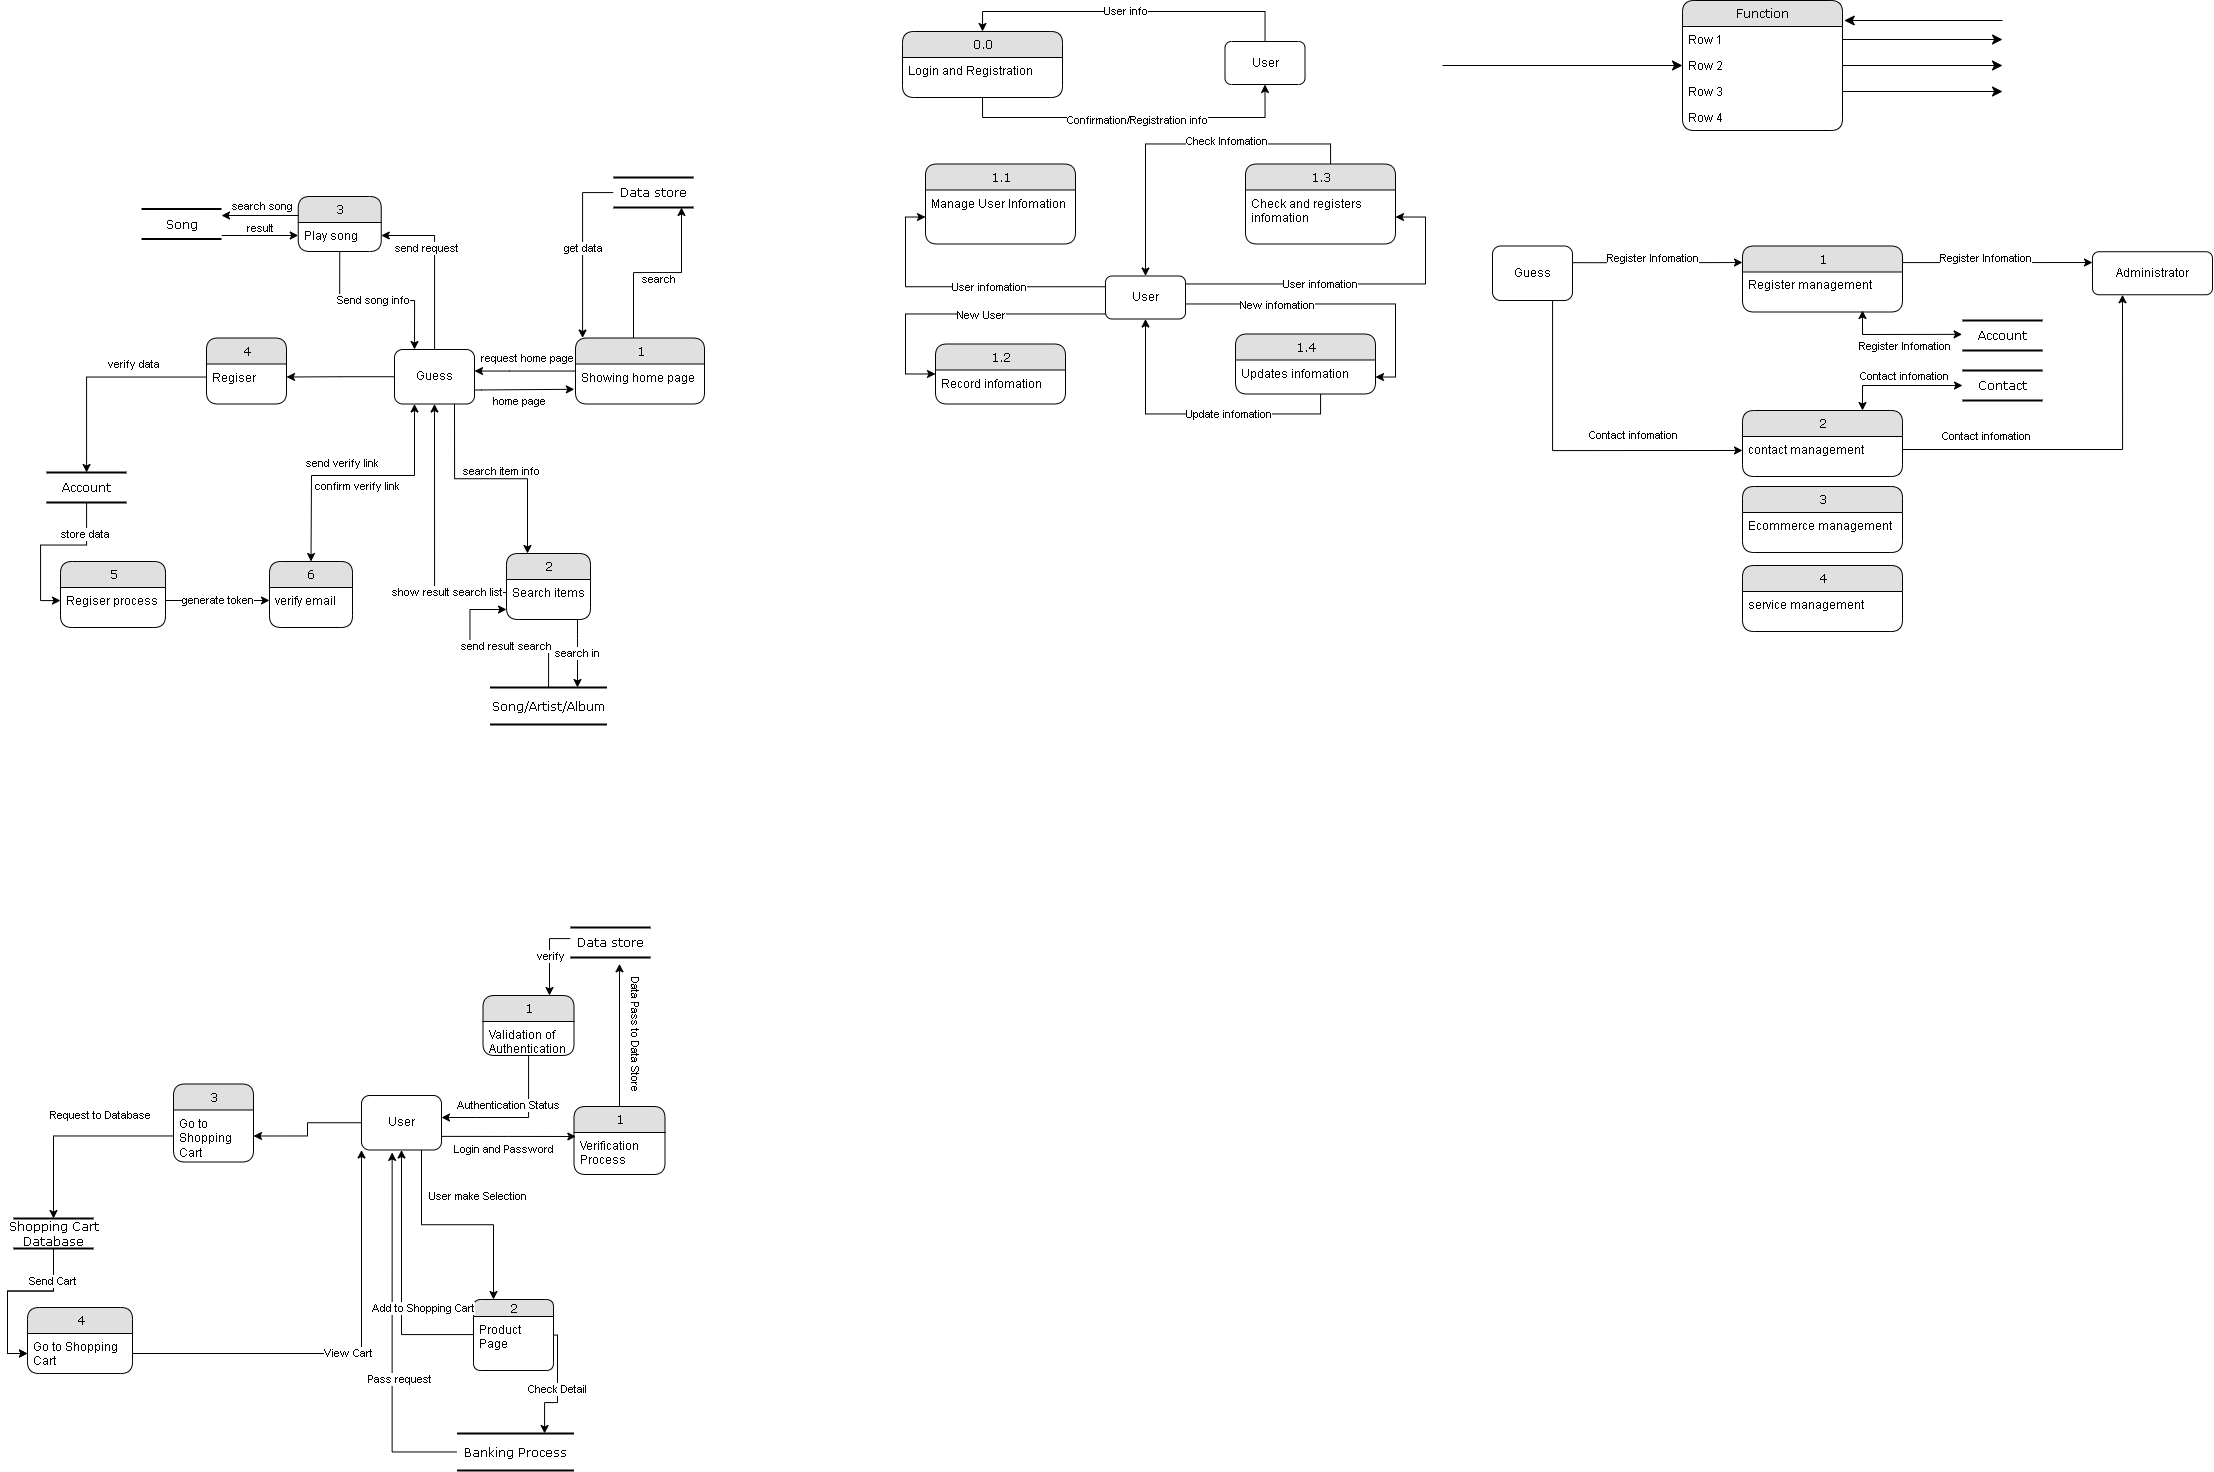 User info
0.0
Login and Registration
User
Confirmation/Registration info
Function
Row 1
Row 2
Row 3
Row 4
Data store
get data
search
search song
Song
result
3
Play song
send request
Send song info
4
Regiser
verify data
Guess
request home page
home page
1
Showing home page
send verify link
confirm verify link
search item info
Account
store data
5
Regiser process
generate token
6
verify email
2
Search items
show result search list
send result search
search in
Song/Artist/Album
Check Infomation
1.1
Manage User Infomation
1.3
Check and registers
infomation
User infomation
User
User infomation
New User
New infomation
1.2
Record infomation
1.4
Updates infomation
Update infomation
Guess
Register Infomation
1
Register management
Register Infomation
Administrator
Account
Register Infomation
Contact infomation
Contact
2
contact management
Contact infomation
Contact infomation
3
Ecommerce management
4
service management
Data store
verify
Data Pass to Data Store
1
Validation of
Authentication
Authentication Status
3
Go to
Shopping
Cart
Request to Database
User
Login and Password
1
Verification
Process
User make Selection
Shopping Cart
Database
Send Cart
4
Go to Shopping
Cart
View Cart
Add to Shopping Cart
2
Product
Page
Pass request
Check Detail
Banking Process